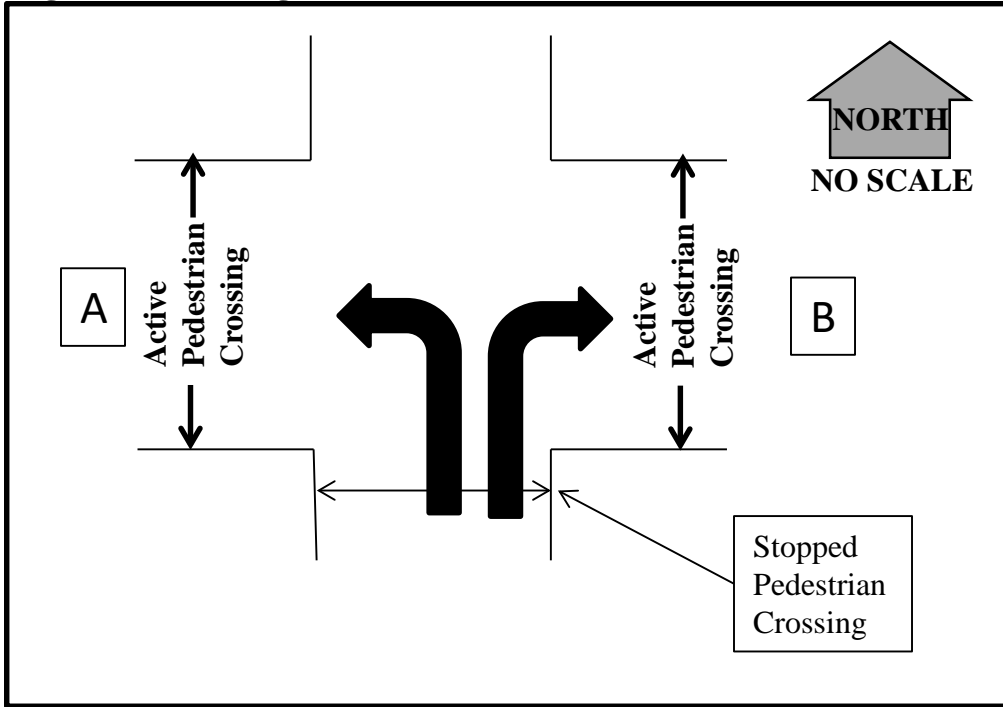 NORTH
NO SCALE
A
Active
Pedestrian
Crossing
Active
Pedestrian
Crossing
B
Stopped
Pedestrian
Crossing